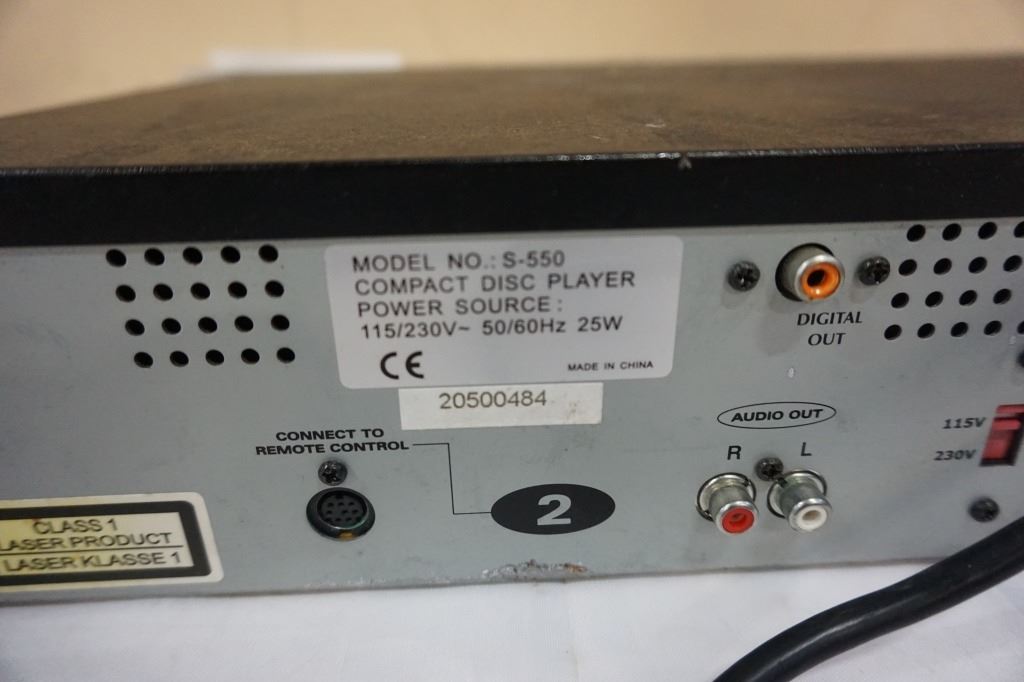 MODEL NO.: S-550
COMPACT DISC PLAYER
POWER SOURCE:
115/230V~ 50/60Hz 25W
CE
MADE IN CHINA
20500484
DIGITAL
OUT
AUDIO OUT
R
L
115V
230V
CONNECT TO
REMOTE CONTROL
2
CLASS 1
LASER PRODUCT
LASER KLASSE 1